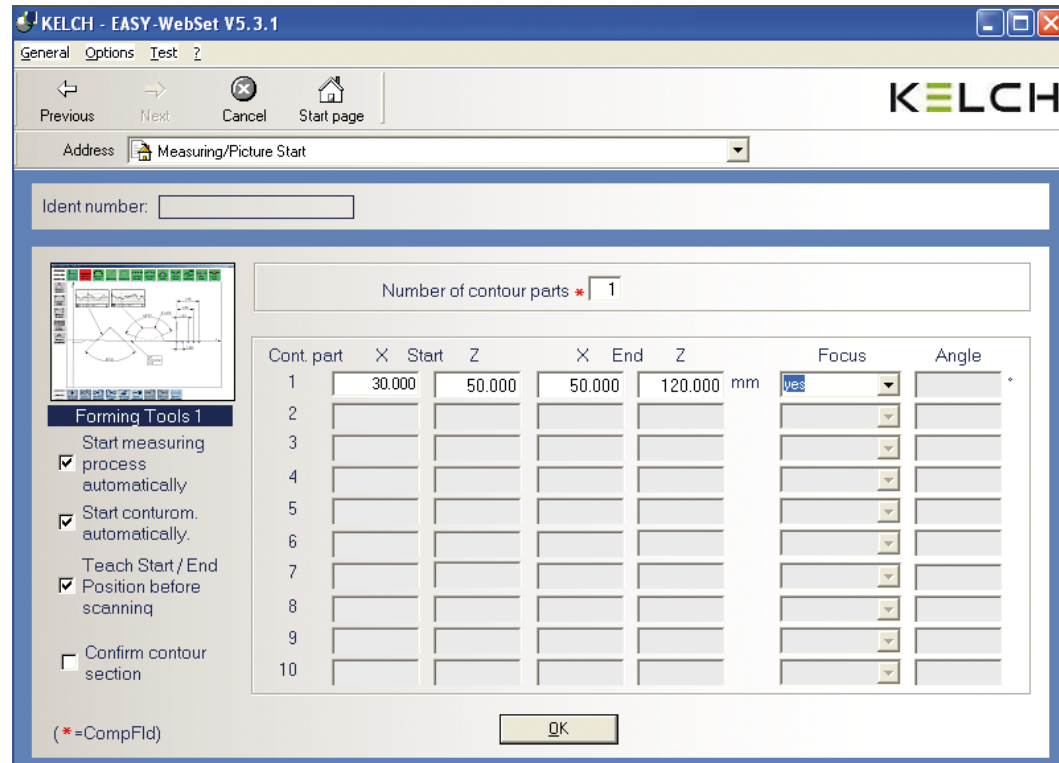 KELCH - EASY-WebSet V5.3.1
General Options Test ?
Previous Next Cancel Start page
KELCH
Address Measuring/Picture Start
Ident number:
Number of contour parts * 1
Cont. part X Start Z X End Z Focus Angle
1 30.000 50.000 50.000 120.000 mm yes °
2
3
4
5
6
7
8
9
10
Forming Tools 1
Start measuring
process
automatically
Start conturom.
automatically.
Teach Start / End
Position before
scanning
Confirm contour
section
(*=CompFld)
OK